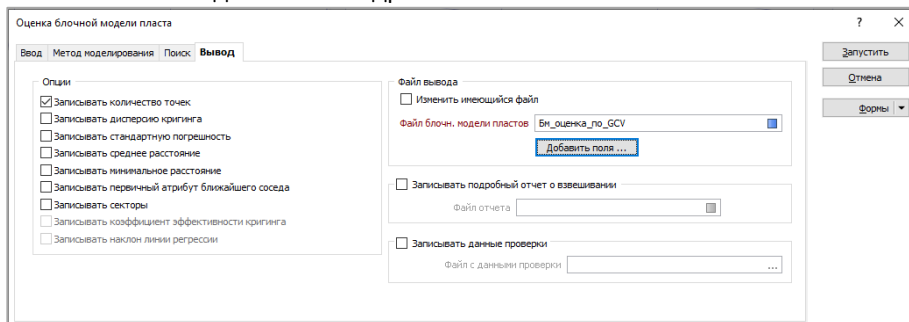 Оценка блочной модели пласта ? ×
Ввод Метод моделирования Поиск Вывод
Запустить
Отмена
Формы
Опции
Записывать количество точек
Записывать дисперсию кригинга
Записывать стандартную погрешность
Записывать среднее расстояние
Записывать минимальное расстояние
Записывать первичный атрибут ближайшего соседа
Записывать секторы
Записывать коэффициент эффективности кригинга
Записывать наклон линии регрессии
Файл вывода
Изменить имеющийся файл
Файл блочн. модели пластов Бм_оценка_по_GCV
Добавить поля ...
Записывать подробный отчет о взвешивании
Файл отчета
Записывать данные проверки
Файл с данными проверки ...